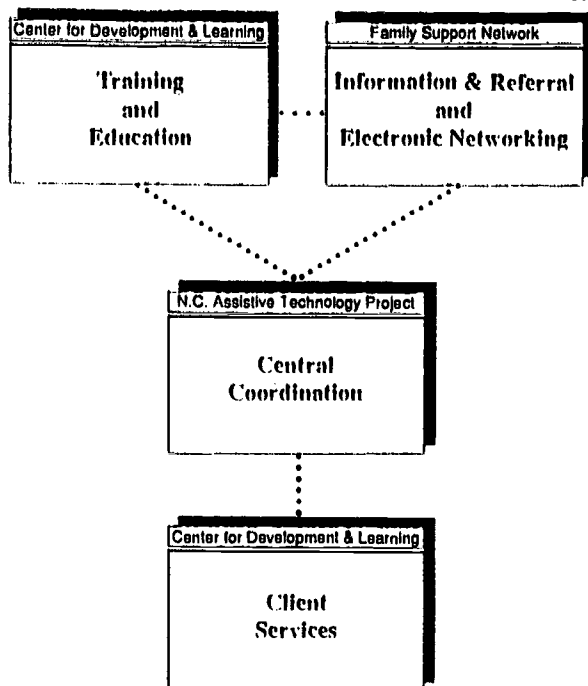 Center for Development & Learning
Training
and
Education
Family Support Network
Information & Referral
and
Electronic Networking
N.C. Assistive Technology Project
Central
Coordination
Center for Development & Learning
Client
Services